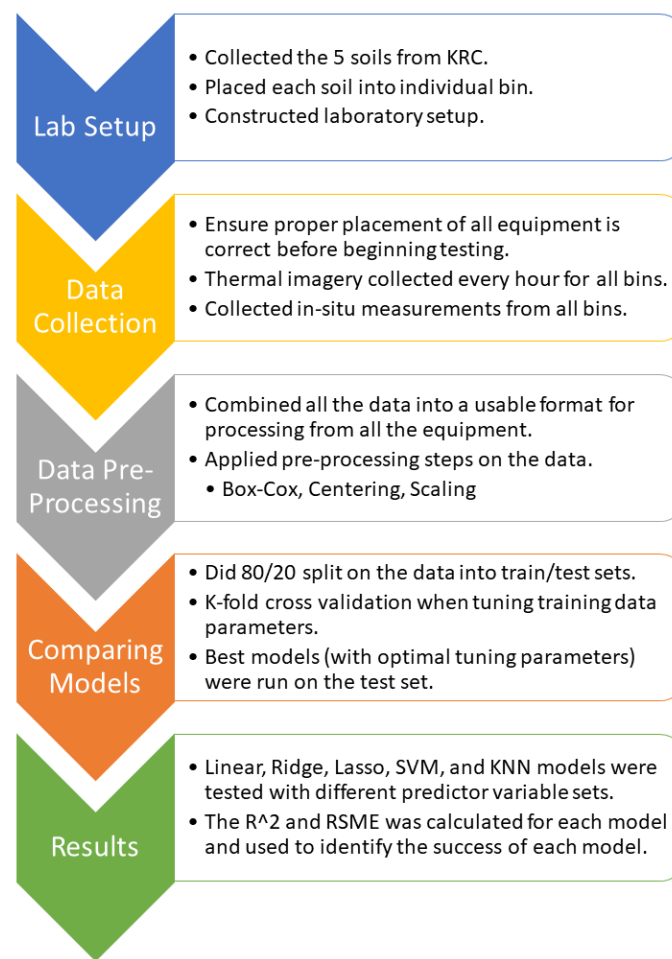 Lab Setup
• Collected the 5 soils from KRC.
• Placed each soil into individual bin.
• Constructed laboratory setup.
Data
Collection
• Ensure proper placement of all equipment is
correct before beginning testing.
• Thermal imagery collected every hour for all bins.
• Collected in-situ measurements from all bins.
Data Pre-
Processing
• Combined all the data into a usable format for
processing from all the equipment.
• Applied pre-processing steps on the data.
• Box-Cox, Centering, Scaling
Comparing
Models
• Did 80/20 split on the data into train/test sets.
• K-fold cross validation when tuning training data
parameters.
• Best models (with optimal tuning parameters)
were run on the test set.
Results
• Linear, Ridge, Lasso, SVM, and KNN models were
tested with different predictor variable sets.
• The R^2 and RSME was calculated for each model
and used to identify the success of each model.